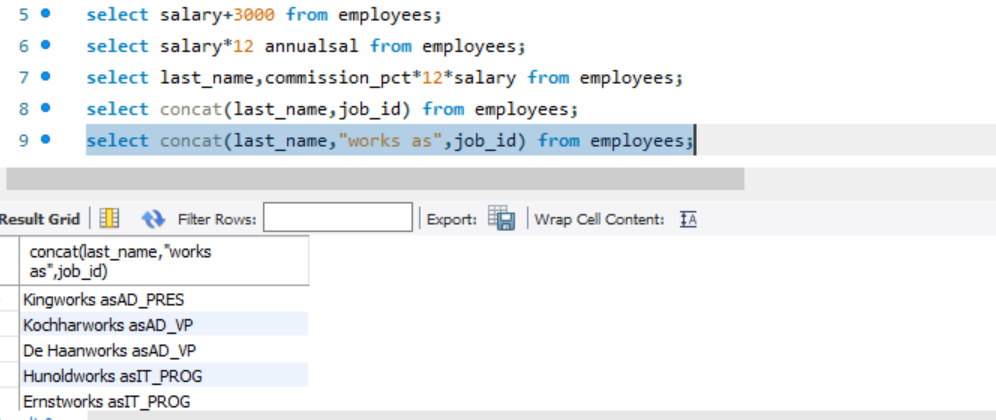 5 select salary+3000 from employees;
6 select salary*12 annualsal from employees;
7 select last_name,commission_pct*12*salary from employees;
8 select concat(last_name,job_id) from employees;
9 select concat(last_name,"works as",job_id) from employees;
Result Grid Filter Rows: Export: Wrap Cell Content: IA
concat(last_name,"works
as",job_id)
Kingworks asAD_PRES
Kochharworks asAD_VP
De Haanworks asAD_VP
Hunoldworks asIT_PROG
Ernstworks asIT_PROG